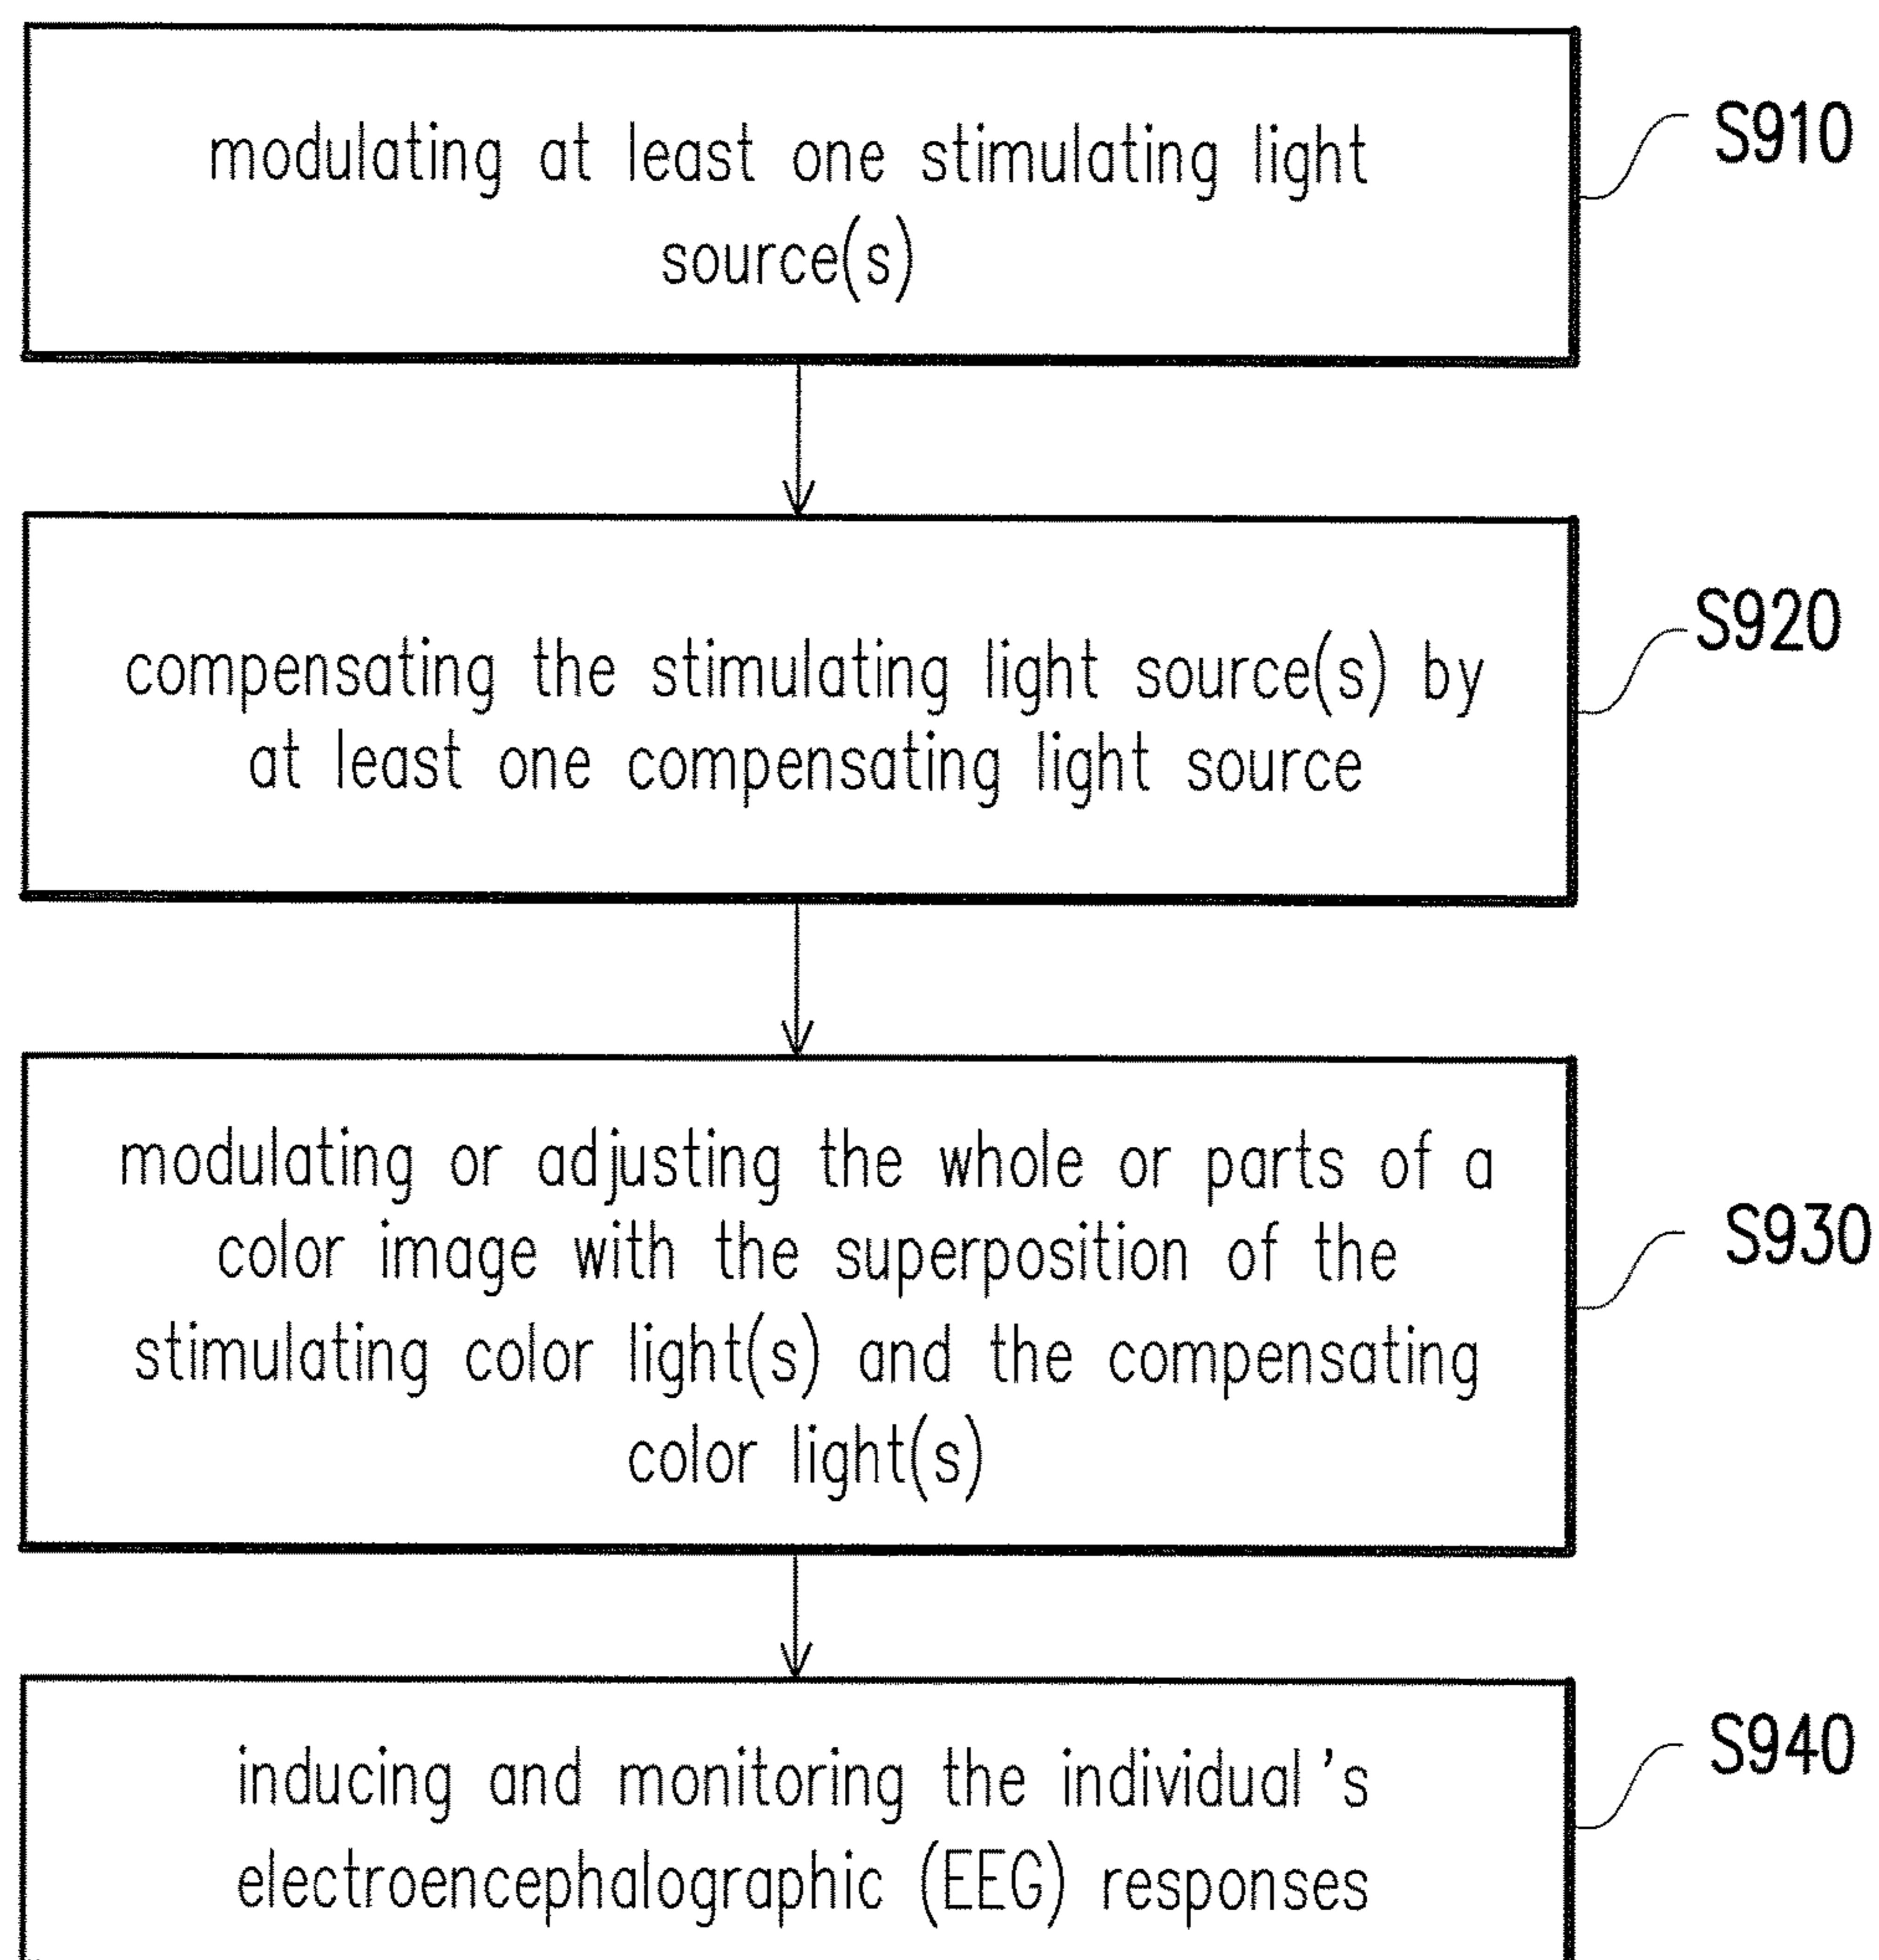 modulating at least one stimulating light
source(s)
S910
compensating the stimulating light source(s) by
at least one compensating light source
S920
modulating or adjusting the whole or parts of a
color image with the superposition of the
stimulating color light(s) and the compensating
color light(s)
S930
inducing and monitoring the individual's
electroencephalographic (EEG) responses
S940